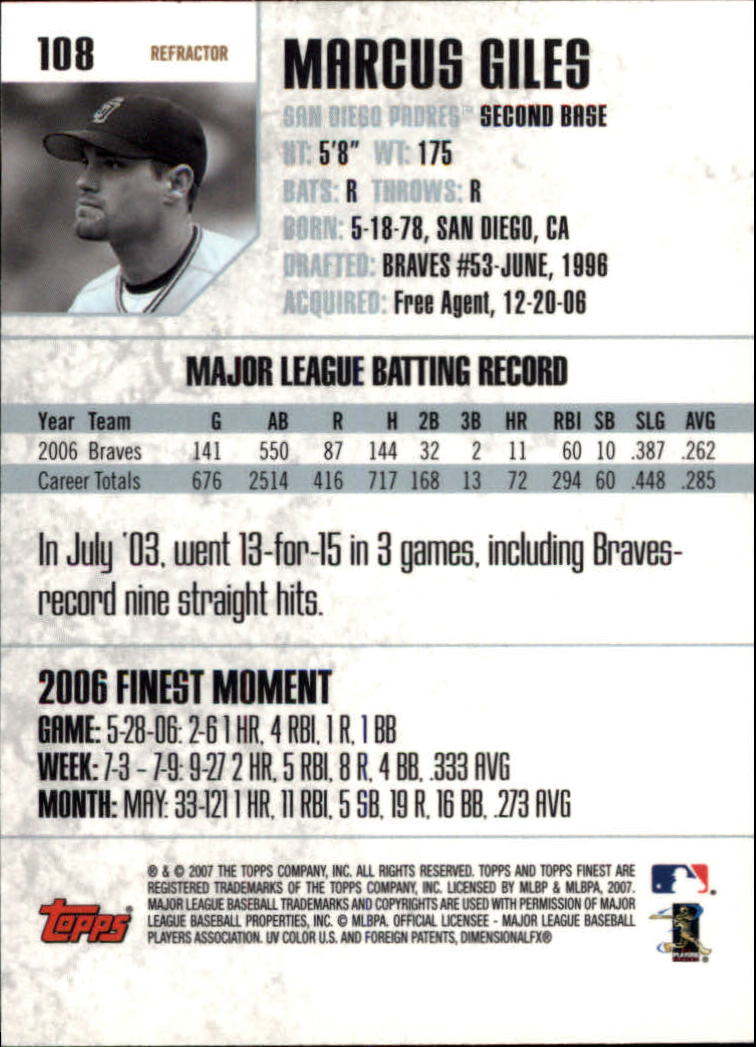 108
REFRACTOR
MARCUS GILES
SAN DIEGO PADRES™ SECOND BASE
HT: 5'8" WT: 175
BATS: R THROWS: R
BORN: 5-18-78, SAN DIEGO, CA
DRAFTED: BRAVES #53-JUNE, 1996
ACQUIRED: Free Agent, 12-20-06
MAJOR LEAGUE BATTING RECORD
Year Team G AB R H 2B 3B HR RBI SB SLG AVG
2006 Braves 141 550 87 144 32 2 11 60 10 .387 .262
Career Totals 676 2514 416 717 168 13 72 294 60 .448 .285
In July '03, went 13-for-15 in 3 games, including Braves-
record nine straight hits.
2006 FINEST MOMENT
GAME: 5-28-06: 2-6 1 HR, 4 RBI, 1 R, 1 BB
WEEK: 7-3 – 7-9: 9-27 2 HR, 5 RBI, 8 R, 4 BB, .333 AVG
MONTH: MAY: 33-121 1 HR, 11 RBI, 5 SB, 19 R, 16 BB, .273 AVG
® & © 2007 THE TOPPS COMPANY, INC. ALL RIGHTS RESERVED. TOPPS AND TOPPS FINEST ARE
REGISTERED TRADEMARKS OF THE TOPPS COMPANY, INC. LICENSED BY MLBP & MLBPA, 2007.
MAJOR LEAGUE BASEBALL TRADEMARKS AND COPYRIGHTS ARE USED WITH PERMISSION OF MAJOR
LEAGUE BASEBALL PROPERTIES, INC. © MLBPA. OFFICIAL LICENSEE - MAJOR LEAGUE BASEBALL
PLAYERS ASSOCIATION. UV COLOR U.S. AND FOREIGN PATENTS, DIMENSIONALFX®
Topps®